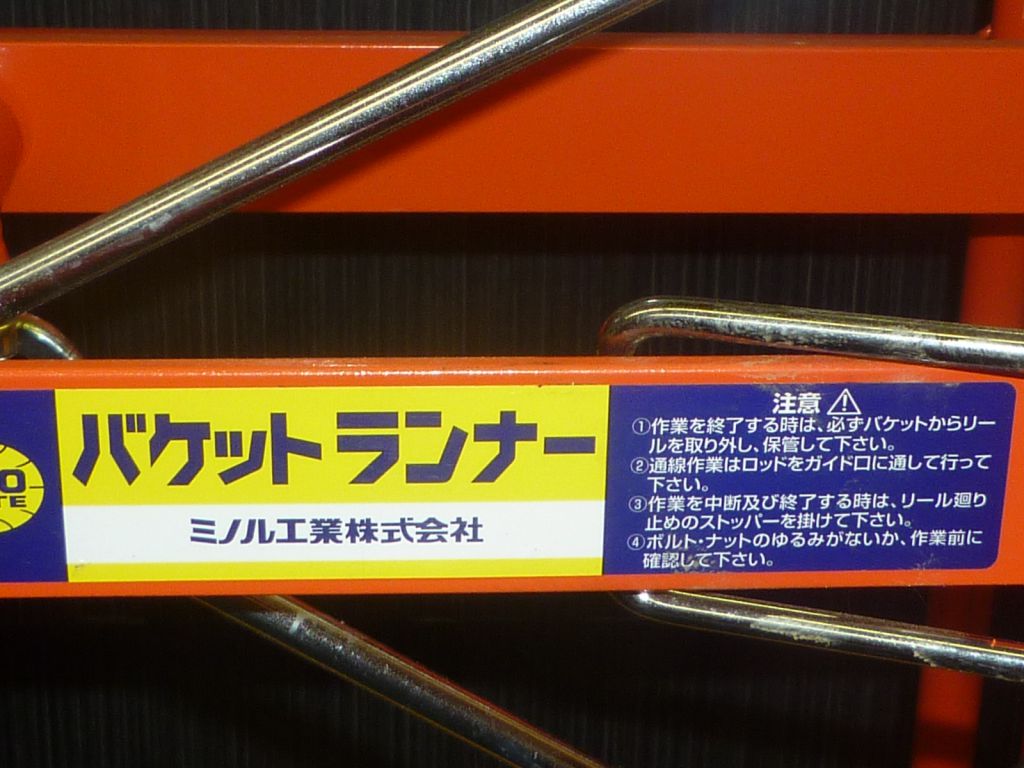 バケットランナー
ミノル工業株式会社
注意
①作業を終了する時は、必ずバケットからリー
ルを取り外し、保管して下さい。
②通線作業はロッドをガイド口に通して行って
下さい。
③作業を中断及び終了する時は、リール廻り
止めのストッパーを掛けて下さい。
④ボルト・ナットのゆるみがないか、作業前に
確認して下さい。